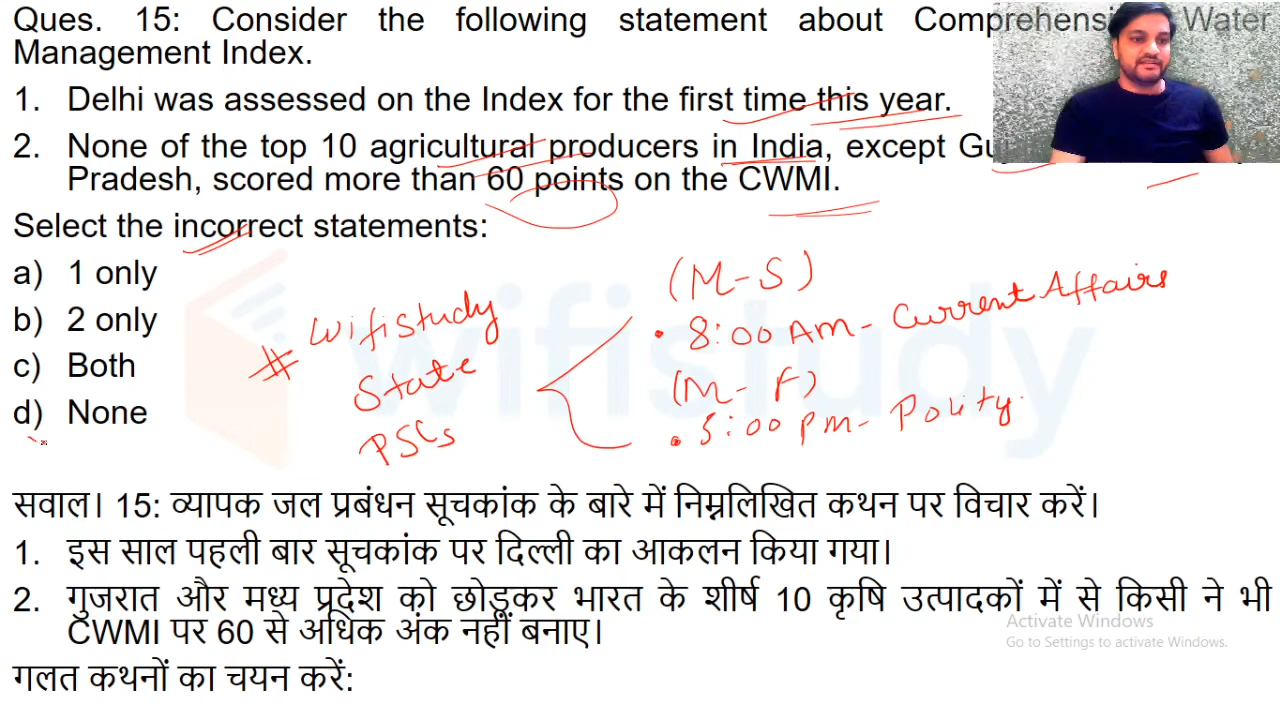 Ques. 15: Consider the following statement about Comprehensive Water
Management Index.
1. Delhi was assessed on the Index for the first time this year.
2. None of the top 10 agricultural producers in India, except
Pradesh, scored more than 60 points on the CWMI.
Select the incorrect statements:
a) 1 only
b) 2 only
c) Both
d) None
# Wifistudy
State
PSCs
(M-S)
• 8:00 AM - Current Affairs
(M - F)
• 5:00 pm - Polity
wifistudy
सवाल। 15: व्यापक जल प्रबंधन सूचकांक के बारे में निम्नलिखित कथन पर विचार करें।
1. इस साल पहली बार सूचकांक पर दिल्ली का आकलन किया गया।
2. गुजरात और मध्य प्रदेश को छोड़कर भारत के शीर्ष 10 कृषि उत्पादकों में से किसी ने भी
CWMI पर 60 से अधिक अंक नहीं बनाए।
गलत कथनों का चयन करें:
Activate Windows
Go to Settings to activate Windows.